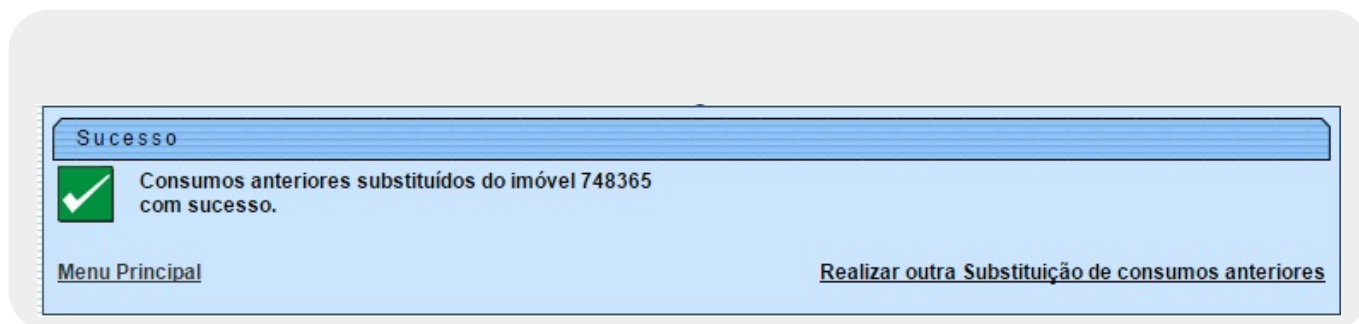 Sucesso
Consumos anteriores substituídos do imóvel 748365
com sucesso.
Menu Principal
Realizar outra Substituição de consumos anteriores